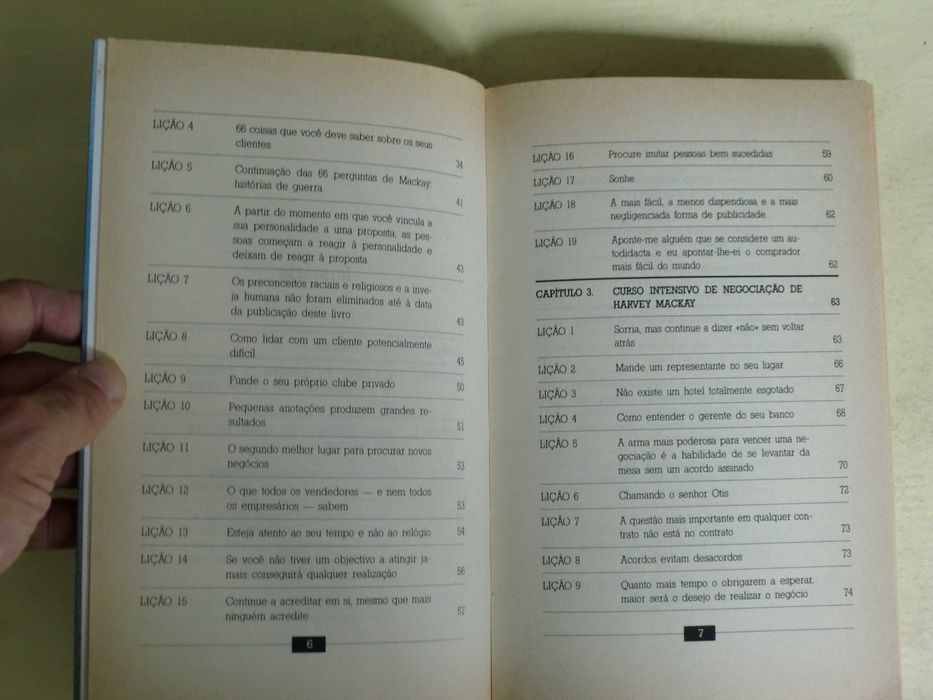 LIÇÃO 4 66 coisas que você deve saber sobre os seus
clientes 34
LIÇÃO 5 Continuação das 66 perguntas de Mackay:
histórias de guerra 41
LIÇÃO 6 A partir do momento em que você vincula a
sua personalidade a uma proposta, as pes-
soas começam a reagir à personalidade e
deixam de reagir à proposta 43
LIÇÃO 7 Os preconceitos raciais e religiosos e a inve-
ja humana não foram eliminados até à data
da publicação deste livro 43
LIÇÃO 8 Como lidar com um cliente potencialmente
difícil 45
LIÇÃO 9 Funde o seu próprio clube privado 50
LIÇÃO 10 Pequenas anotações produzem grandes re-
sultados 51
LIÇÃO 11 O segundo melhor lugar para procurar novos
negócios 53
LIÇÃO 12 O que todos os vendedores — e nem todos
os empresários — sabem 53
LIÇÃO 13 Esteja atento ao seu tempo e não ao relógio 54
LIÇÃO 14 Se você não tiver um objectivo a atingir ja-
mais conseguirá qualquer realização 56
LIÇÃO 15 Continue a acreditar em si, mesmo que mais
ninguém acredite 57
6
LIÇÃO 16 Procure imitar pessoas bem sucedidas 59
LIÇÃO 17 Sonhe 60
LIÇÃO 18 A mais fácil, a menos dispendiosa e a mais
negligenciada forma de publicidade 62
LIÇÃO 19 Aponte-me alguém que se considere um au-
todidacta e eu apontar-lhe-ei o comprador
mais fácil do mundo 62
CAPÍTULO 3. CURSO INTENSIVO DE NEGOCIAÇÃO DE
HARVEY MACKAY 63
LIÇÃO 1 Sorria, mas continue a dizer «não» sem voltar
atrás 63
LIÇÃO 2 Mande um representante no seu lugar 66
LIÇÃO 3 Não existe um hotel totalmente esgotado 67
LIÇÃO 4 Como entender o gerente do seu banco 68
LIÇÃO 5 A arma mais poderosa para vencer uma ne-
gociação é a habilidade de se levantar da
mesa sem um acordo assinado 70
LIÇÃO 6 Chamando o senhor Otis 72
LIÇÃO 7 A questão mais importante em qualquer con-
trato não está no contrato 73
LIÇÃO 8 Acordos evitam desacordos 73
LIÇÃO 9 Quanto mais tempo o obrigarem a esperar,
maior será o desejo de realizar o negócio 74
7